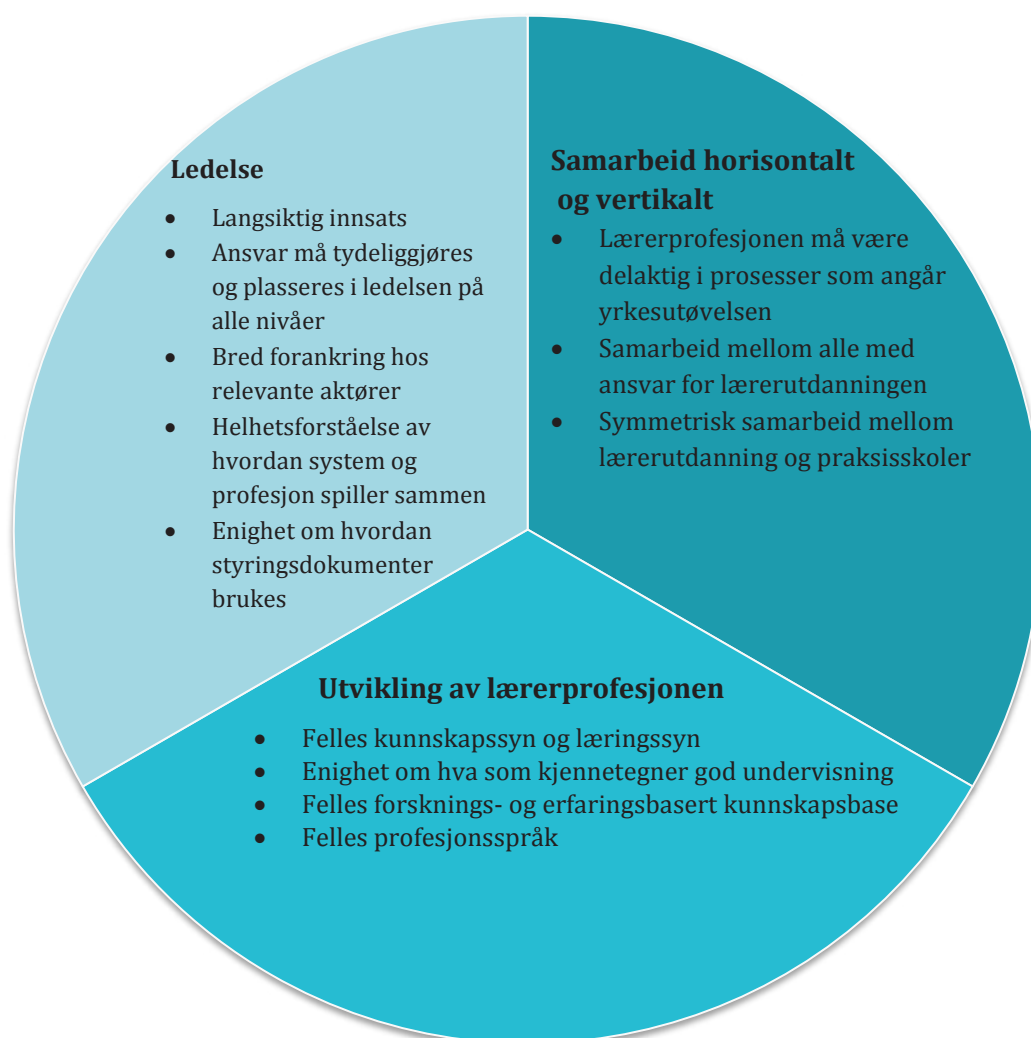 Ledelse
• Langsiktig innsats
• Ansvar må tydeliggjøres
og plasseres i ledelsen på
alle nivåer
• Bred forankring hos
relevante aktører
• Helhetsforståelse av
hvordan system og
profesjon spiller sammen
• Enighet om hvordan
styringsdokumenter
brukes
Samarbeid horisontalt
og vertikalt
• Lærerprofesjonen må være
delaktig i prosesser som angår
yrkesutøvelsen
• Samarbeid mellom alle med
ansvar for lærerutdanningen
• Symmetrisk samarbeid mellom
lærerutdanning og praksisskoler
Utvikling av lærerprofesjonen
• Felles kunnskapssyn og læringssyn
• Enighet om hva som kjennetegner god undervisning
• Felles forsknings- og erfaringsbasert kunnskapsbase
• Felles profesjonsspråk